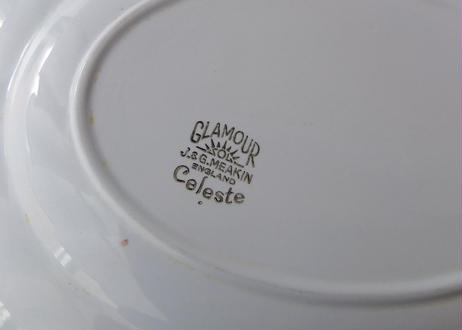 GLAMOUR
SOL
J.&G.MEAKIN
ENGLAND
Celeste